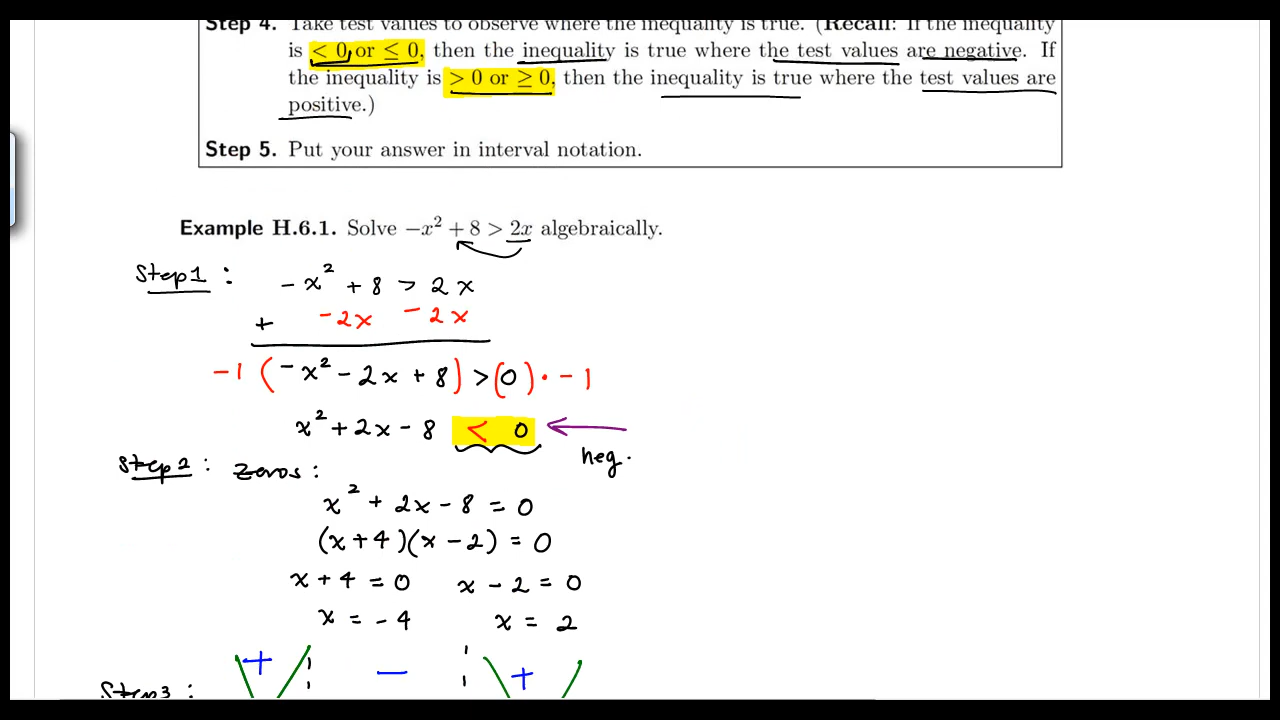 Step 4. Take test values to observe where the inequality is true. (Recall: If the inequality
is < 0 or ≤ 0, then the inequality is true where the test values are negative. If
the inequality is > 0 or ≥ 0, then the inequality is true where the test values are
positive.)
Step 5. Put your answer in interval notation.
Example H.6.1. Solve −x² + 8 > 2x algebraically.
Step1 : - x² + 8 > 2x
+ -2x -2x
-1 (-x² - 2x + 8) > (0) · -1
x² + 2x - 8 < 0
neg.
Step2 : Zeros :
x² + 2x - 8 = 0
(x+4)(x-2) = 0
x + 4 = 0 x - 2 = 0
x = -4 x = 2
+ - +
Step3 :